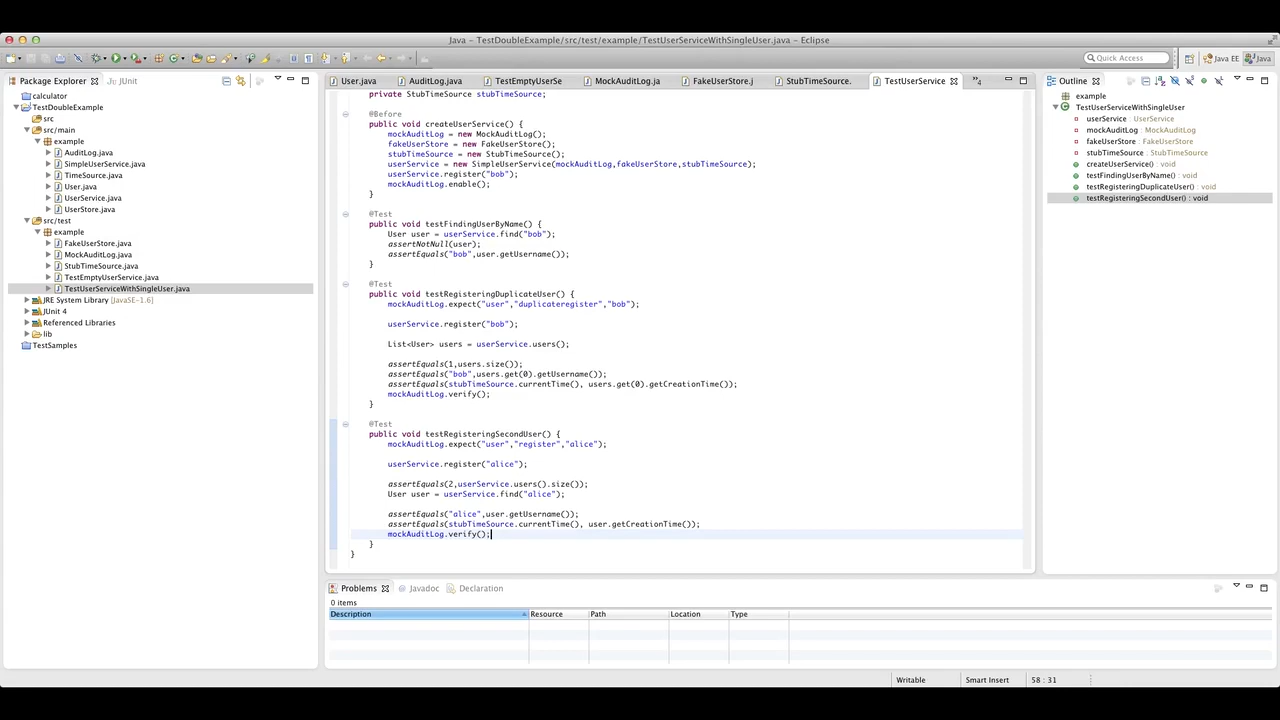 Java – TestDoubleExample/src/test/example/TestUserServiceWithSingleUser.java – Eclipse
Quick Access
Java EE
Java
Package Explorer
JUnit
calculator
TestDoubleExample
src
src/main
example
AuditLog.java
SimpleUserService.java
TimeSource.java
User.java
UserService.java
UserStore.java
src/test
example
FakeUserStore.java
MockAuditLog.java
StubTimeSource.java
TestEmptyUserService.java
TestUserServiceWithSingleUser.java
JRE System Library [JavaSE-1.6]
JUnit 4
Referenced Libraries
lib
TestSamples
User.java
AuditLog.java
TestEmptyUserSe
MockAuditLog.ja
FakeUserStore.j
StubTimeSource.
TestUserService
»4
private StubTimeSource stubTimeSource;
@Before
public void createUserService() {
mockAuditLog = new MockAuditLog();
fakeUserStore = new FakeUserStore();
stubTimeSource = new StubTimeSource();
userService = new SimpleUserService(mockAuditLog,fakeUserStore,stubTimeSource);
userService.register("bob");
mockAuditLog.enable();
}
@Test
public void testFindingUserByName() {
User user = userService.find("bob");
assertNotNull(user);
assertEquals("bob",user.getUsername());
}
@Test
public void testRegisteringDuplicateUser() {
mockAuditLog.expect("user","duplicateregister","bob");
userService.register("bob");
List<User> users = userService.users();
assertEquals(1,users.size());
assertEquals("bob",users.get(0).getUsername());
assertEquals(stubTimeSource.currentTime(), users.get(0).getCreationTime());
mockAuditLog.verify();
}
@Test
public void testRegisteringSecondUser() {
mockAuditLog.expect("user","register","alice");
userService.register("alice");
assertEquals(2,userService.users().size());
User user = userService.find("alice");
assertEquals("alice",user.getUsername());
assertEquals(stubTimeSource.currentTime(), user.getCreationTime());
mockAuditLog.verify();
}
}
Outline
example
TestUserServiceWithSingleUser
userService : UserService
mockAuditLog : MockAuditLog
fakeUserStore : FakeUserStore
stubTimeSource : StubTimeSource
createUserService() : void
testFindingUserByName() : void
testRegisteringDuplicateUser() : void
testRegisteringSecondUser() : void
Problems
Javadoc
Declaration
0 items
Description
Resource
Path
Location
Type
Writable
Smart Insert
58 : 31